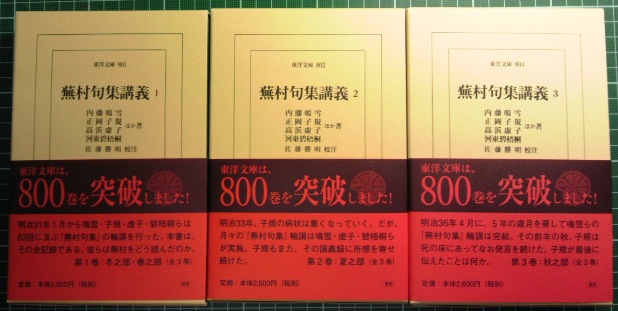 東洋文庫 801
蕪村句集講義 1
内藤鳴雪
正岡子規
高浜虚子
河東碧梧桐
ほか著
佐藤勝明 校注
東洋文庫は、
800巻を突破しました!
明治31年1月から鳴雪・子規・虚子・碧梧桐らは
63回に及ぶ『蕪村句集』の輪講を行った。本書は、
その全記録である。彼らは蕪村をどう読んだのか。
第1巻:冬之部・春之部(全3巻)
定価:本体2,800円(税別)
東洋文庫 802
蕪村句集講義 2
内藤鳴雪
正岡子規
高浜虚子
河東碧梧桐
ほか著
佐藤勝明 校注
東洋文庫は、
800巻を突破しました!
明治33年、子規の病状は重くなっていく。だが、
月々の『蕪村句集』輪講は鳴雪・虚子・碧梧桐ら
が実施。子規もまた、その講義録に所感を寄せ
続けた。
第2巻:夏之部(全3巻)
定価:本体2,600円(税別)
東洋文庫
蕪村句集講義 3
内藤鳴雪
正岡子規
高浜虚子
河東碧梧桐
ほか著
佐藤勝明 校注
東洋文庫は、
800巻を突破しました!
明治36年4月に、5年の歳月を要して鳴雪らの
『蕪村句集』輪講は完結。その前年の秋、子規は
死の床にあってなお発言を続けた。子規が最後に
伝えたことは何か。
第3巻:秋之部(全3巻)
定価:本体2,600円(税別)